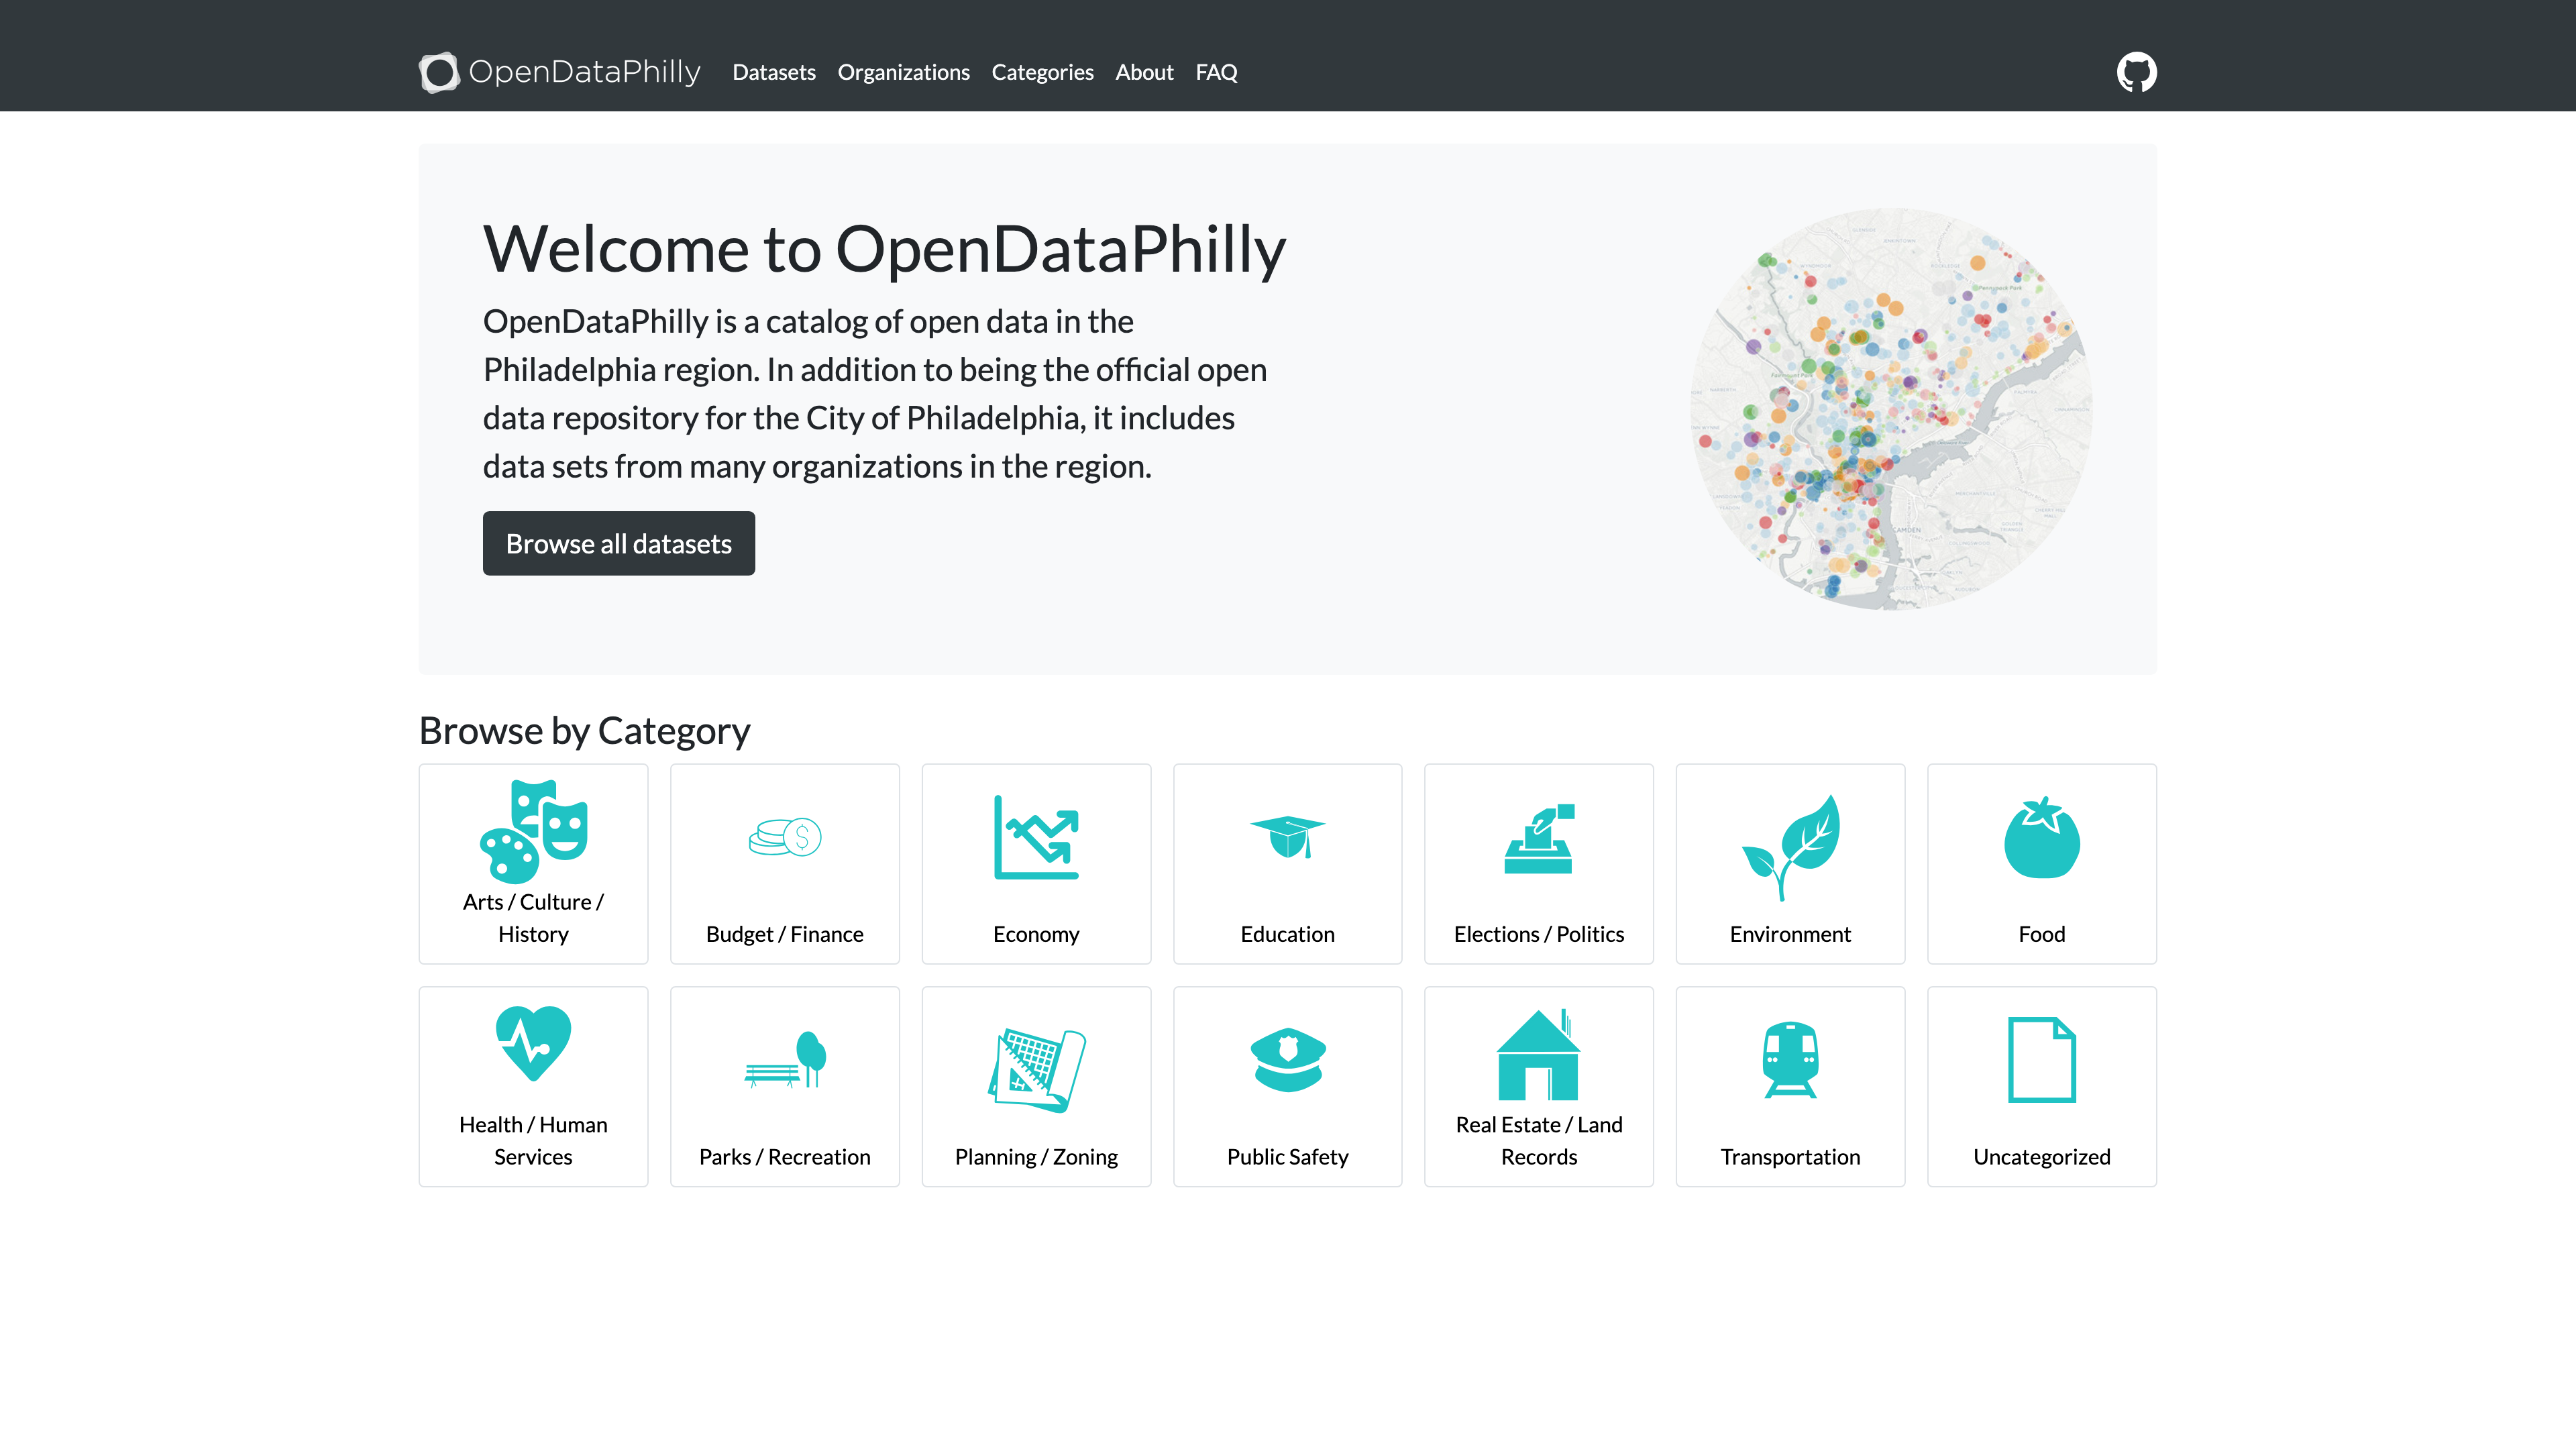 OpenDataPhilly
Datasets Organizations Categories About FAQ
Welcome to OpenDataPhilly
OpenDataPhilly is a catalog of open data in the
Philadelphia region. In addition to being the official open
data repository for the City of Philadelphia, it includes
data sets from many organizations in the region.
Browse all datasets
CAMDEN
Browse by Category
Arts / Culture /
History
Budget / Finance
Economy
Education
Elections / Politics
Environment
Food
Health / Human
Services
Parks / Recreation
Planning / Zoning
Public Safety
Real Estate / Land
Records
Transportation
Uncategorized